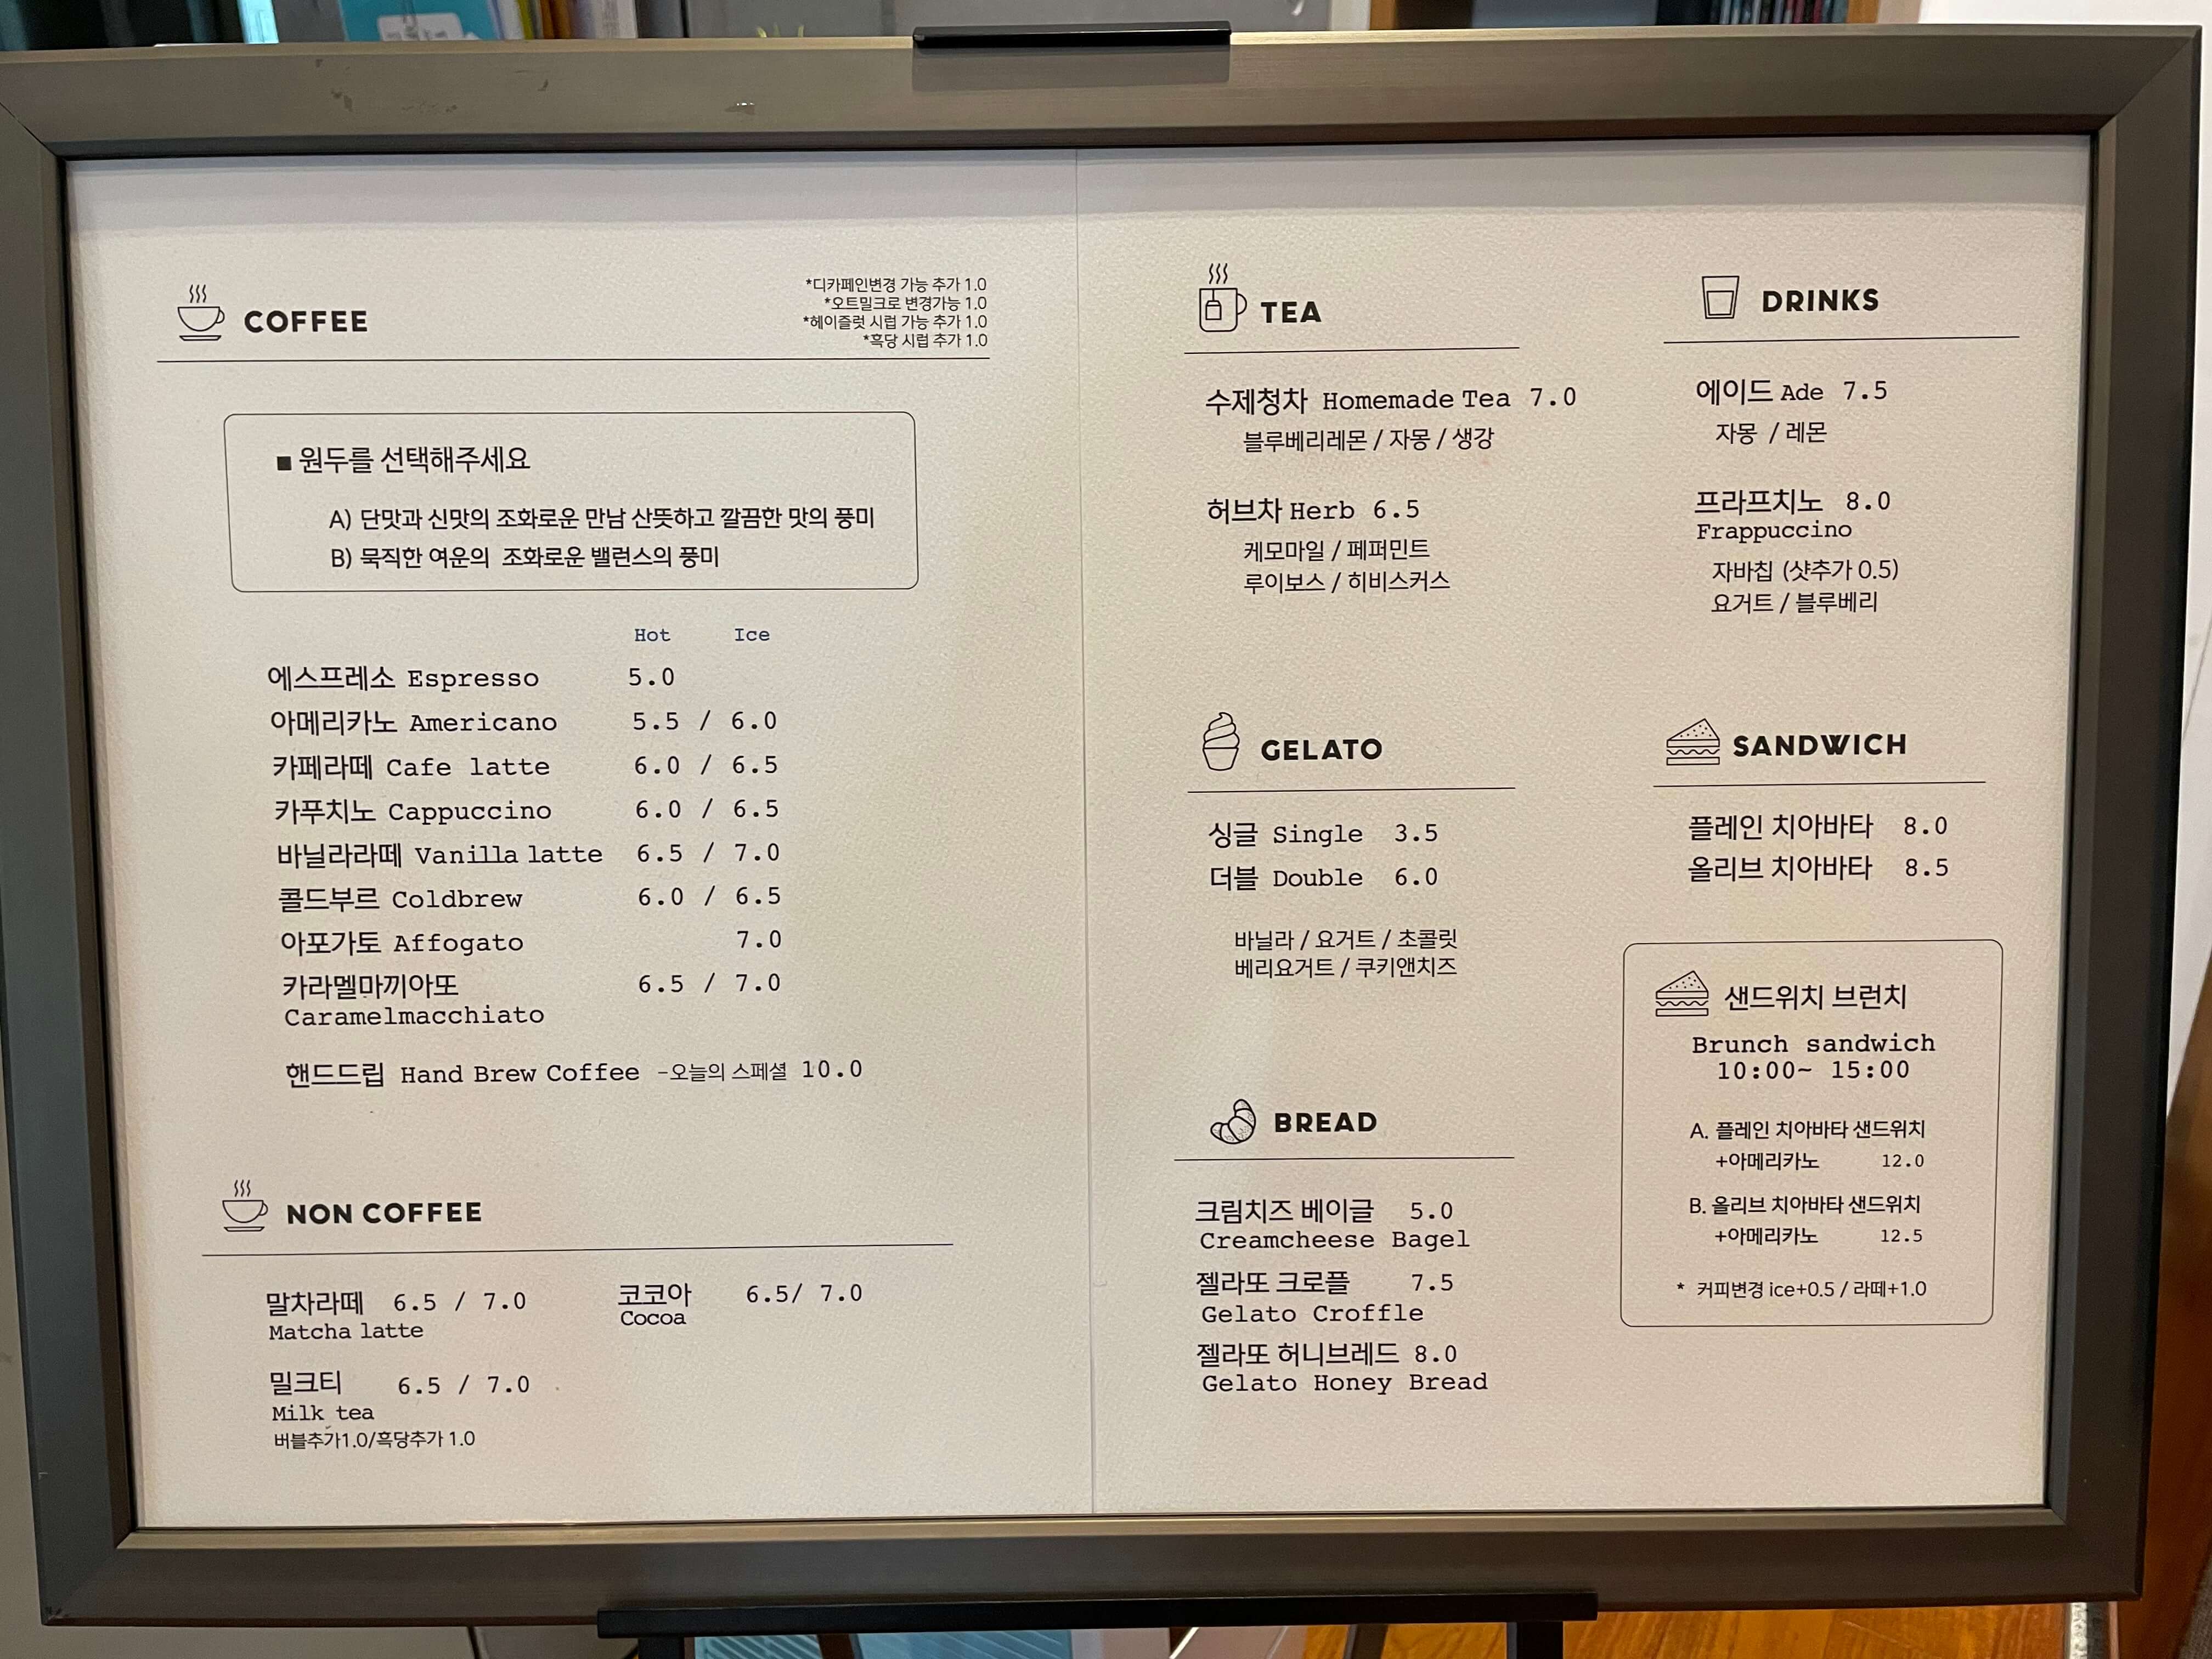 COFFEE
*디카페인변경 가능 추가 1.0
*오트밀크로 변경가능 1.0
*헤이즐럿 시럽 가능 추가 1.0
*흑당 시럽 추가 1.0
■ 원두를 선택해주세요
A) 단맛과 신맛의 조화로운 만남 산뜻하고 깔끔한 맛의 풍미
B) 묵직한 여운의 조화로운 밸런스의 풍미
Hot Ice
에스프레소 Espresso 5.0
아메리카노 Americano 5.5 / 6.0
카페라떼 Cafe latte 6.0 / 6.5
카푸치노 Cappuccino 6.0 / 6.5
바닐라라떼 Vanilla latte 6.5 / 7.0
콜드부르 Coldbrew 6.0 / 6.5
아포가토 Affogato 7.0
카라멜마끼아또 6.5 / 7.0
Caramelmacchiato
핸드드립 Hand Brew Coffee -오늘의 스페셜 10.0
NON COFFEE
말차라떼 6.5 / 7.0
Matcha latte
코코아 6.5/ 7.0
Cocoa
밀크티 6.5 / 7.0
Milk tea
버블추가1.0/흑당추가 1.0
TEA
수제청차 Homemade Tea 7.0
블루베리레몬 / 자몽 / 생강
허브차 Herb 6.5
케모마일 / 페퍼민트
루이보스 / 히비스커스
DRINKS
에이드 Ade 7.5
자몽 / 레몬
프라프치노 8.0
Frappuccino
자바칩 (샷추가 0.5)
요거트 / 블루베리
GELATO
싱글 Single 3.5
더블 Double 6.0
바닐라 / 요거트 / 초콜릿
베리요거트 / 쿠키앤치즈
SANDWICH
플레인 치아바타 8.0
올리브 치아바타 8.5
샌드위치 브런치
Brunch sandwich
10:00~ 15:00
A. 플레인 치아바타 샌드위치
+아메리카노 12.0
B. 올리브 치아바타 샌드위치
+아메리카노 12.5
* 커피변경 ice+0.5 / 라떼+1.0
BREAD
크림치즈 베이글 5.0
Creamcheese Bagel
젤라또 크로플 7.5
Gelato Croffle
젤라또 허니브레드 8.0
Gelato Honey Bread